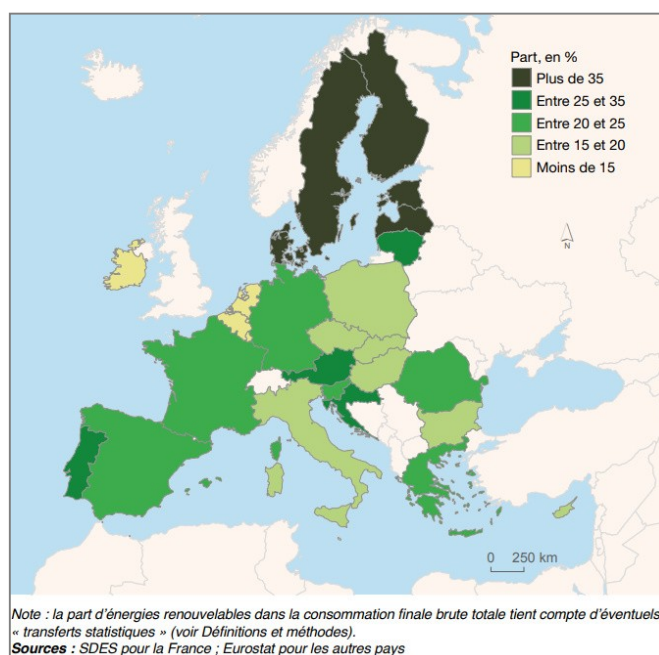 Part, en %
Plus de 35
Entre 25 et 35
Entre 20 et 25
Entre 15 et 20
Moins de 15
N
0 250 km
Note : la part d'énergies renouvelables dans la consommation finale brute totale tient compte d'éventuels
« transferts statistiques » (voir Définitions et méthodes).
Sources : SDES pour la France ; Eurostat pour les autres pays